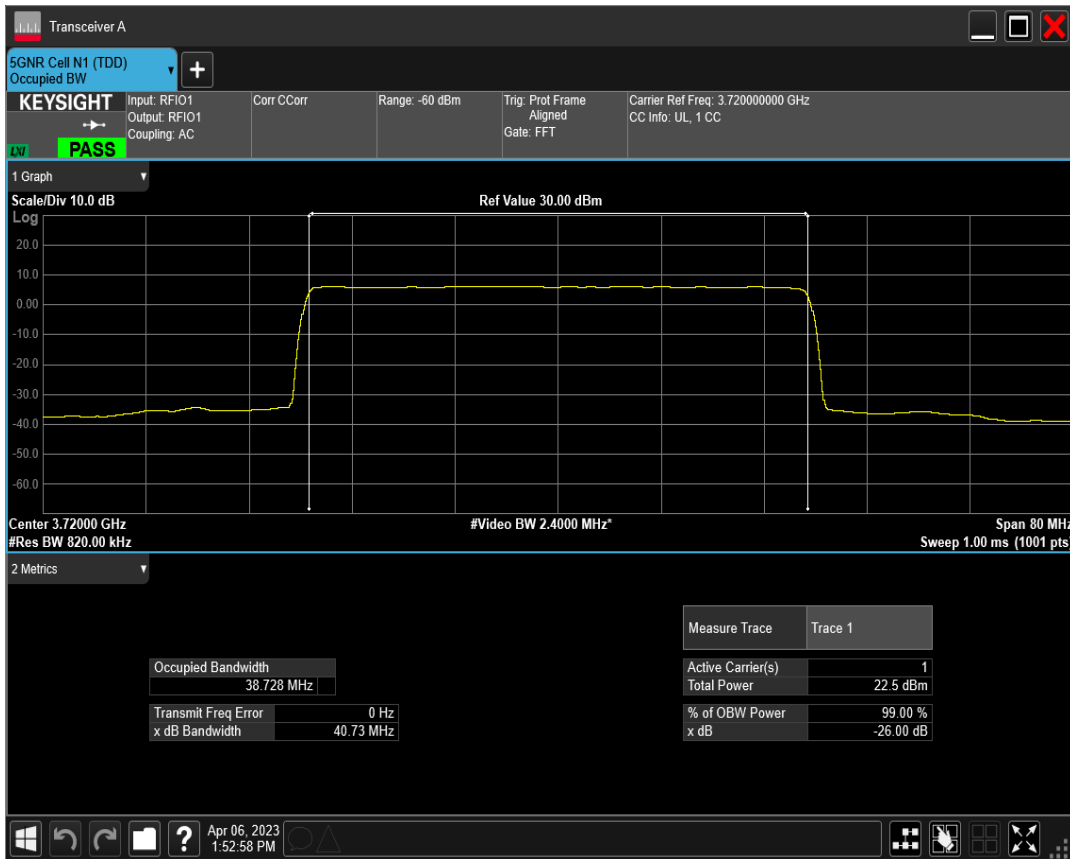 Transceiver A
5GNR Cell N1 (TDD)
Occupied BW
+
KEYSIGHT
LXI
PASS
Input: RFIO1
Output: RFIO1
Coupling: AC
Corr CCorr
Range: -60 dBm
Trig: Prot Frame
Aligned
Gate: FFT
Carrier Ref Freq: 3.720000000 GHz
CC Info: UL, 1 CC
1 Graph
Scale/Div 10.0 dB
Ref Value 30.00 dBm
Log
20.0
10.0
0.00
-10.0
-20.0
-30.0
-40.0
-50.0
-60.0
Center 3.72000 GHz
#Video BW 2.4000 MHz*
Span 80 MHz
#Res BW 820.00 kHz
Sweep 1.00 ms (1001 pts)
2 Metrics
Measure Trace Trace 1
Occupied Bandwidth
38.728 MHz
Active Carrier(s) 1
Total Power 22.5 dBm
Transmit Freq Error 0 Hz
x dB Bandwidth 40.73 MHz
% of OBW Power 99.00 %
x dB -26.00 dB
?
Apr 06, 2023
1:52:58 PM